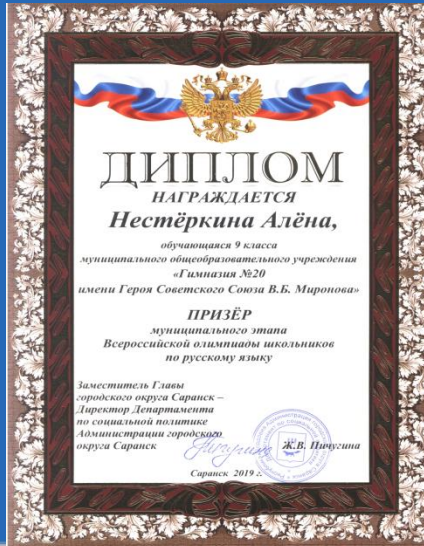 ДИПЛОМ
НАГРАЖДАЕТСЯ
Нестёркина Алёна,
обучающаяся 9 класса
муниципального общеобразовательного учреждения
«Гимназия №20
имени Героя Советского Союза В.Б. Миронова»
ПРИЗЁР
муниципального этапа
Всероссийской олимпиады школьников
по русскому языку
Заместитель Главы
городского округа Саранск –
Директор Департамента
по социальной политике
Администрации городского
округа Саранск Ж.В. Пичугина
Саранск 2019 г.